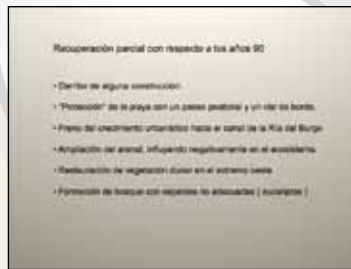 Recuperación parcial con respecto a los años 90
• Derribo de alguna construcción.
• "Protección" de la playa con un paseo peatonal y un vial de borde.
• Freno del crecimiento urbanístico hacia el canal de la Ría del Burgo.
• Ampliación del arenal, influyendo negativamente en el ecosistema.
• Restauración de vegetación dunar en el extremo oeste.
• Formación de bosque con especies no adecuadas ( eucaliptos )